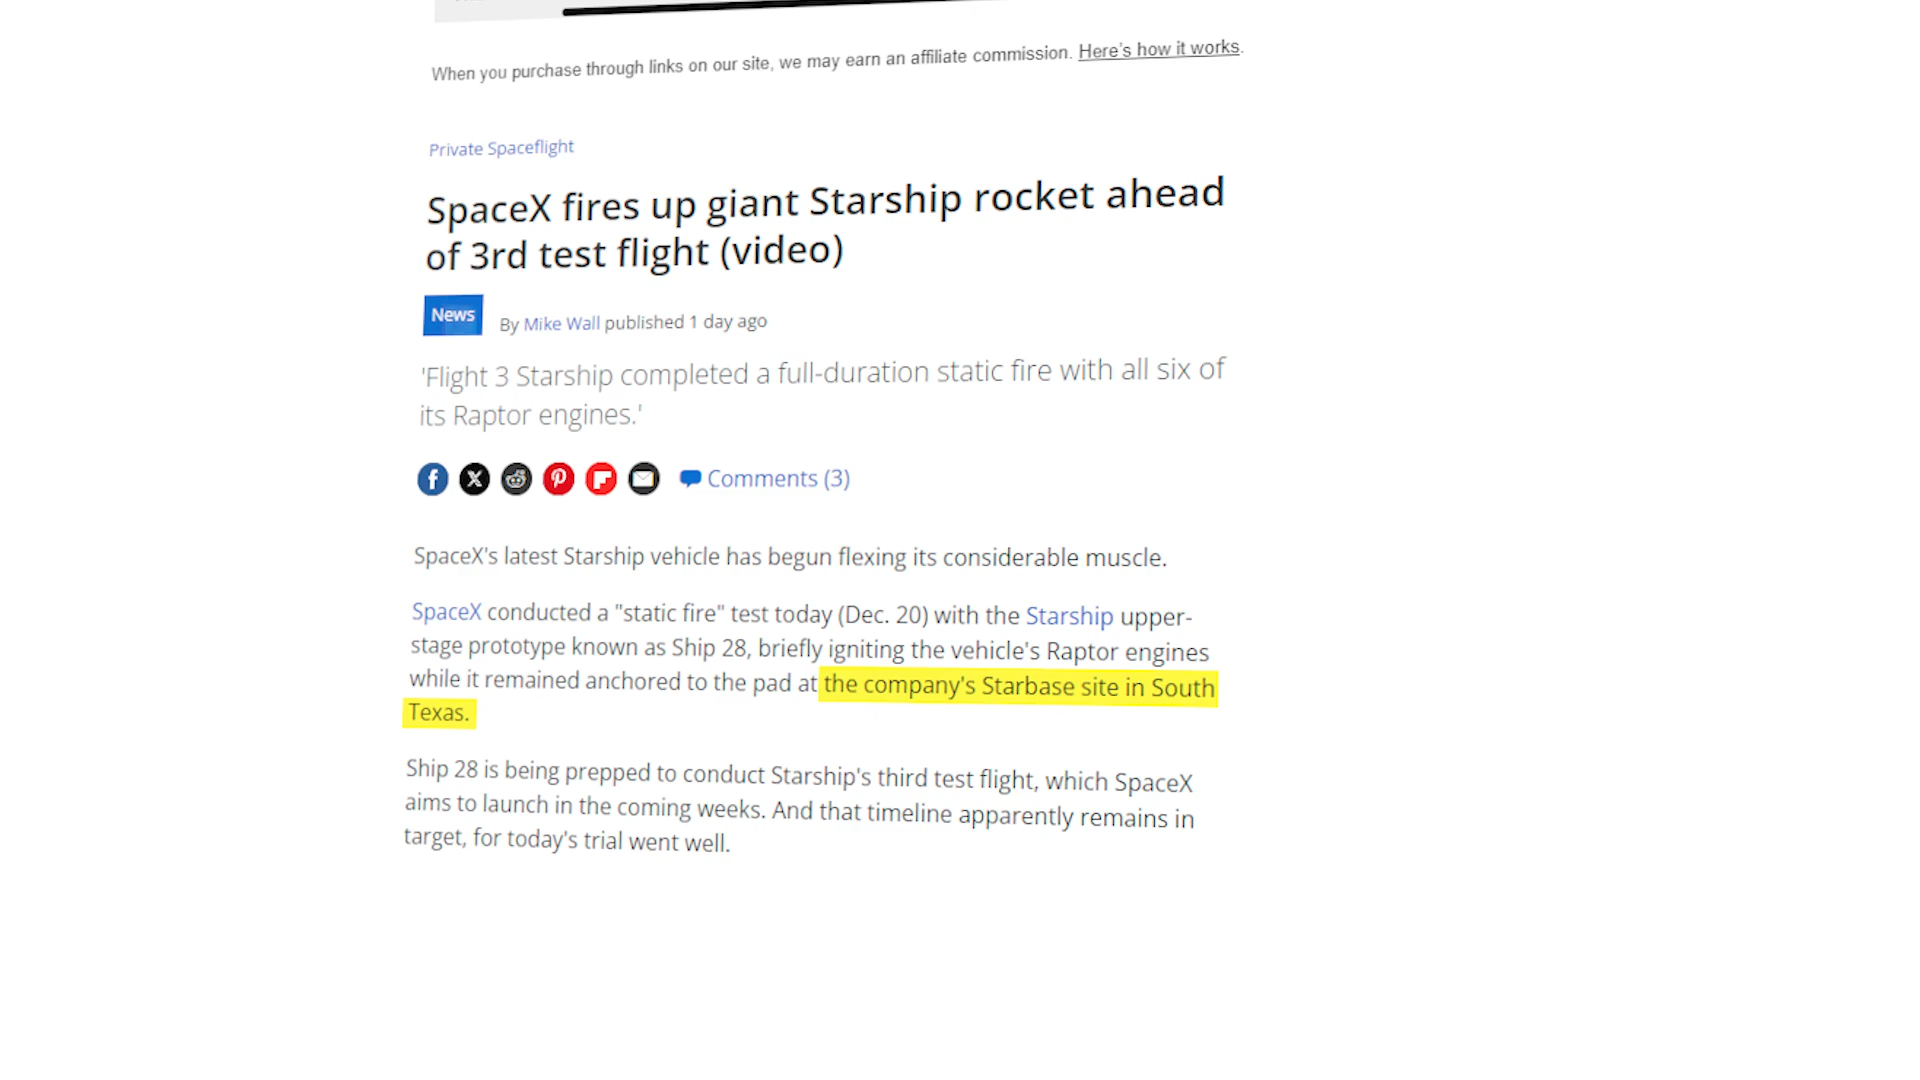 When you purchase through links on our site, we may earn an affiliate commission. Here's how it works.
Private Spaceflight
SpaceX fires up giant Starship rocket ahead
of 3rd test flight (video)
News
By Mike Wall published 1 day ago
'Flight 3 Starship completed a full-duration static fire with all six of
its Raptor engines.'
Comments (3)
SpaceX's latest Starship vehicle has begun flexing its considerable muscle.
SpaceX conducted a "static fire" test today (Dec. 20) with the Starship upper-
stage prototype known as Ship 28, briefly igniting the vehicle's Raptor engines
while it remained anchored to the pad at the company's Starbase site in South
Texas.
Ship 28 is being prepped to conduct Starship's third test flight, which SpaceX
aims to launch in the coming weeks. And that timeline apparently remains in
target, for today's trial went well.